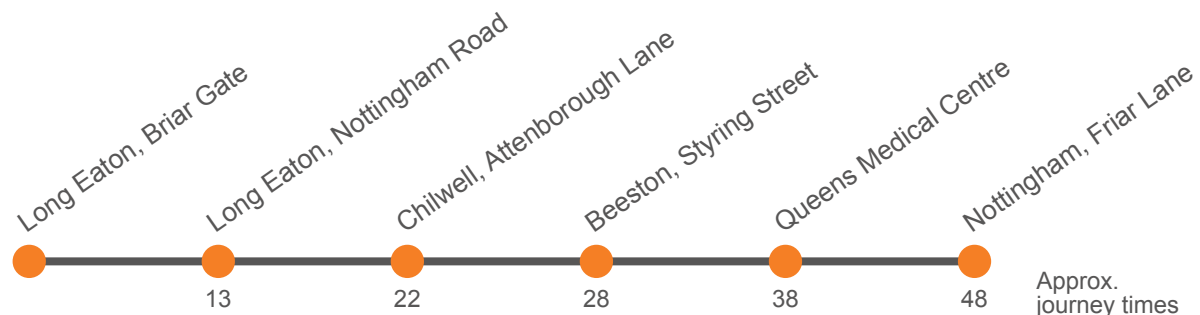 Long Eaton, Briar Gate
Long Eaton, Nottingham Road
Chilwell, Attenborough Lane
Beeston, Styring Street
Queens Medical Centre
Nottingham, Friar Lane
13
22
28
38
48
Approx.
journey times